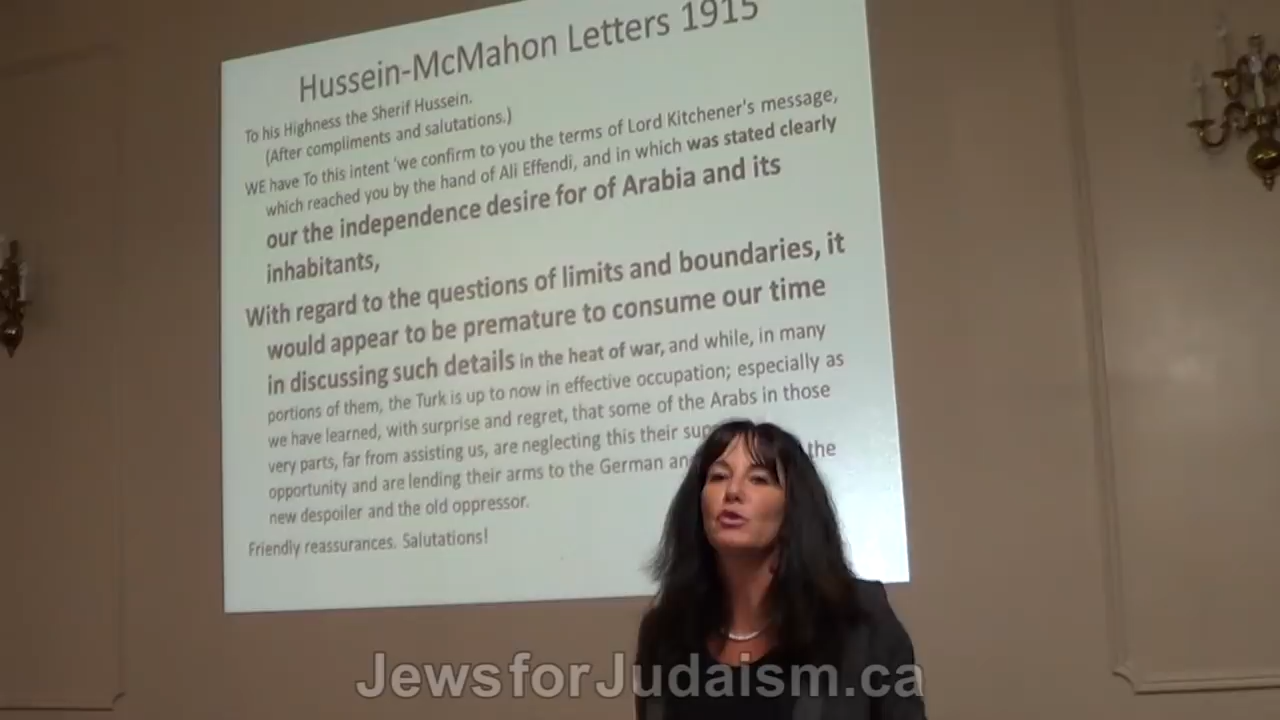 Hussein-McMahon Letters 1915
To his Highness the Sherif Hussein.
(After compliments and salutations.)
WE have To this intent 'we confirm to you the terms of Lord Kitchener's message,
which reached you by the hand of Ali Effendi, and in which was stated clearly
our the independence desire for of Arabia and its
inhabitants,
With regard to the questions of limits and boundaries, it
would appear to be premature to consume our time
in discussing such details in the heat of war, and while, in many
portions of them, the Turk is up to now in effective occupation; especially as
we have learned, with surprise and regret, that some of the Arabs in those
very parts, far from assisting us, are neglecting this their
the
opportunity and are lending their arms to the German
new despoiler and the old oppressor.
Friendly reassurances. Salutations!
JewsforJudaism.ca